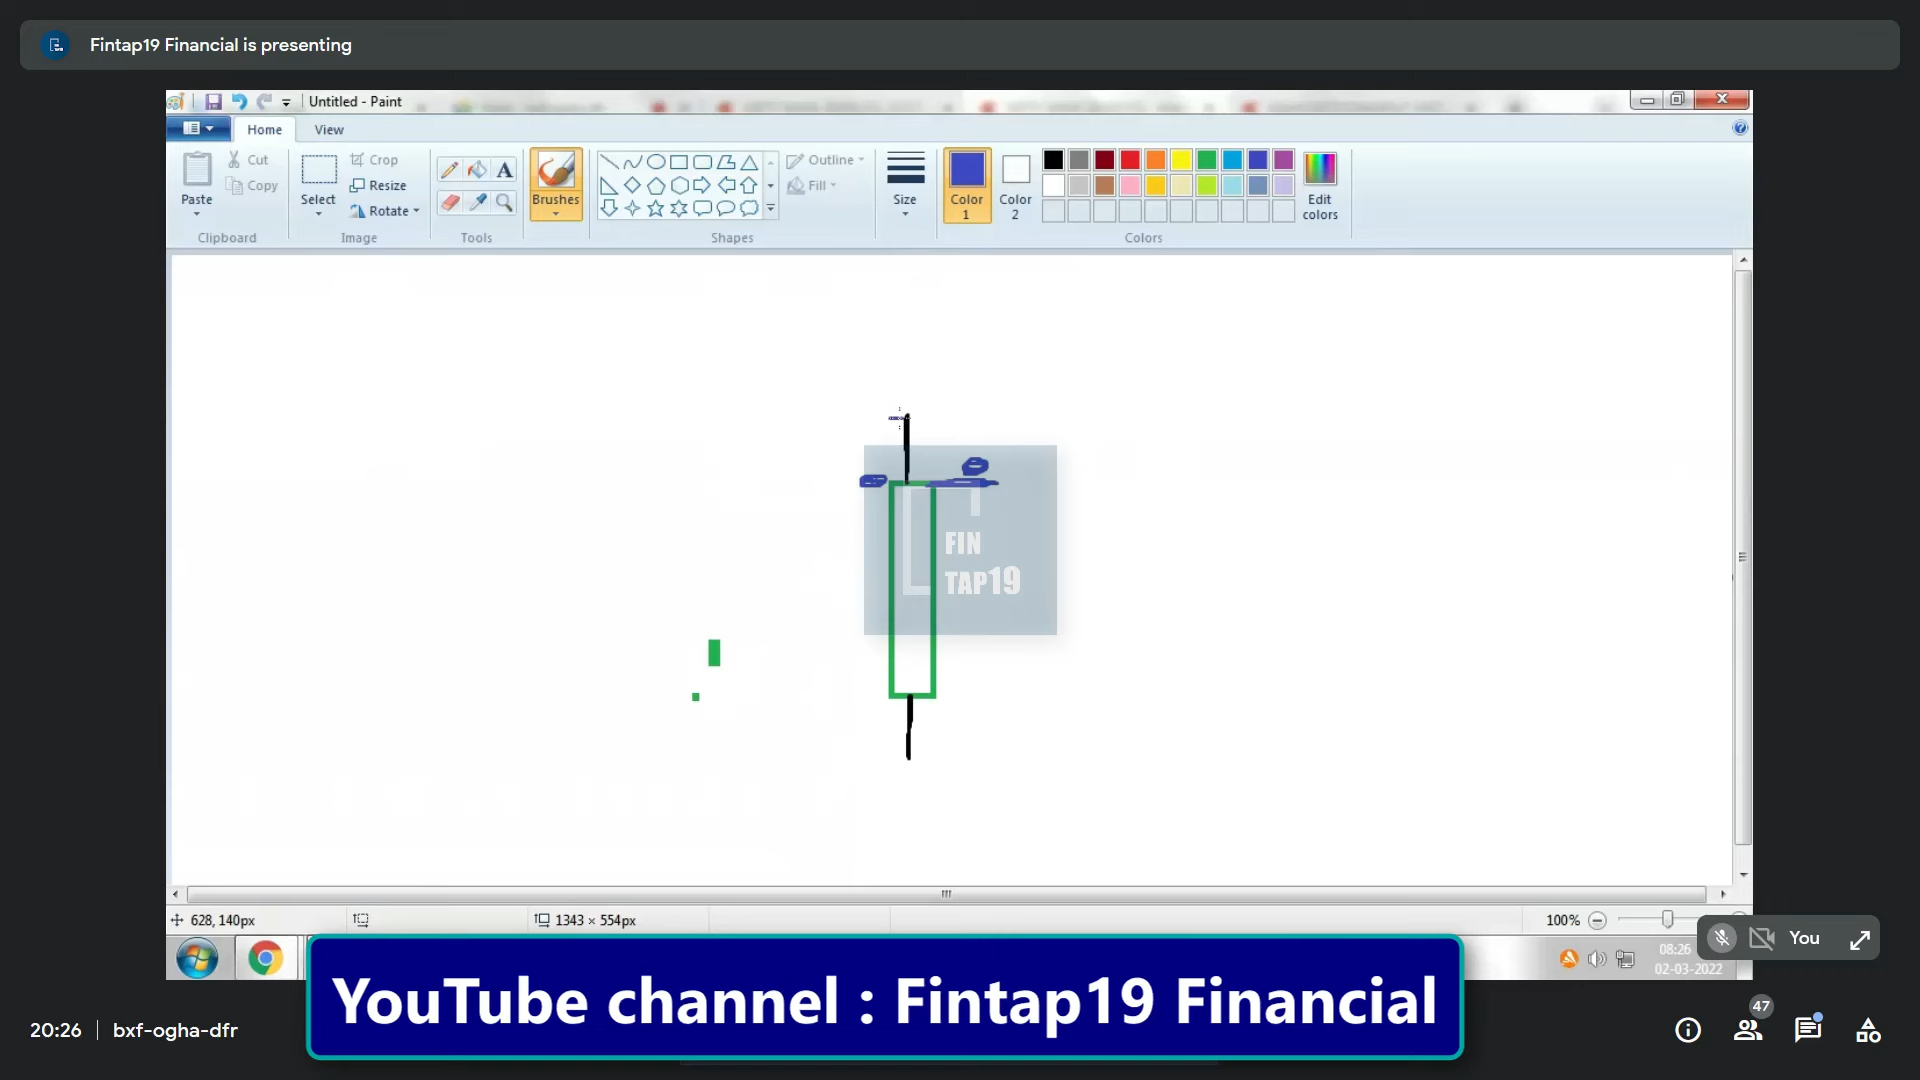 Fintap19 Financial is presenting
Untitled - Paint
Home
View
Paste
Cut
Copy
Clipboard
Select
Crop
Resize
Rotate
Image
Tools
Brushes
Shapes
Outline
Fill
Size
Color 1
Color 2
Edit colors
Colors
FIN
TAP19
628, 140px
1343 × 554px
100%
You
08:26
02-03-2022
YouTube channel : Fintap19 Financial
20:26
bxf-ogha-dfr
47